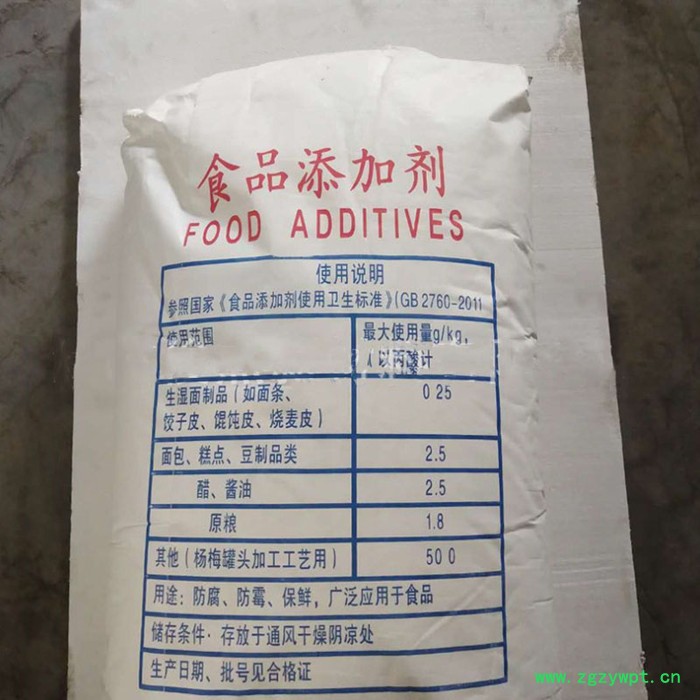 食品添加剂
FOOD ADDITIVES
使用说明
参照国家《食品添加剂使用卫生标准》(GB 2760-2011
使用范围
最大使用量g/kg,
以丙酸计
生湿面制品(如面条、
饺子皮、馄饨皮、烧麦皮)
0 25
面包、糕点、豆制品类
2.5
醋、酱油
2.5
原粮
1.8
其他(杨梅罐头加工工艺用)
50 0
用途:防腐、防霉、保鲜,广泛应用于食品
储存条件·存放于通风干燥阴凉处
生产日期、批号见合格证
www.zgzywpt.cn